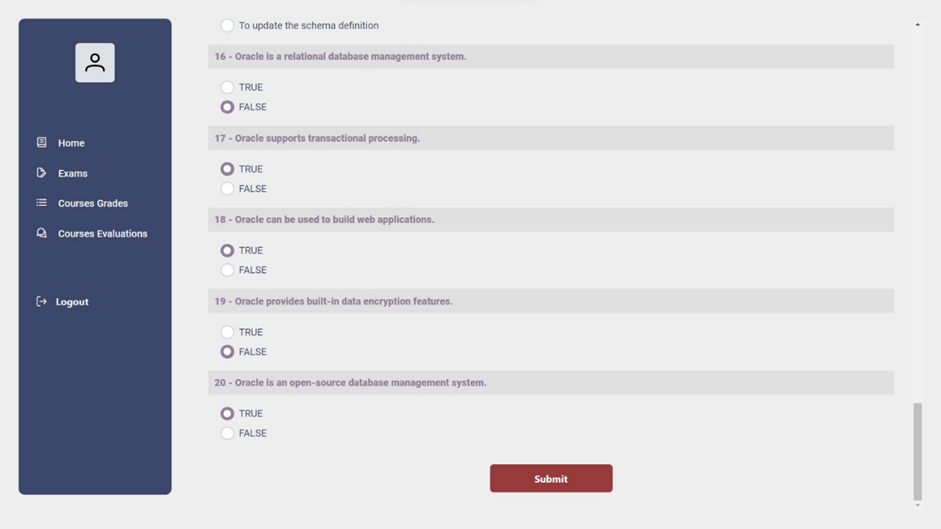 Home
Exams
Courses Grades
Courses Evaluations
Logout
To update the schema definition
16 - Oracle is a relational database management system.
TRUE
FALSE
17 - Oracle supports transactional processing.
TRUE
FALSE
18 - Oracle can be used to build web applications.
TRUE
FALSE
19 - Oracle provides built-in data encryption features.
TRUE
FALSE
20 - Oracle is an open-source database management system.
TRUE
FALSE
Submit